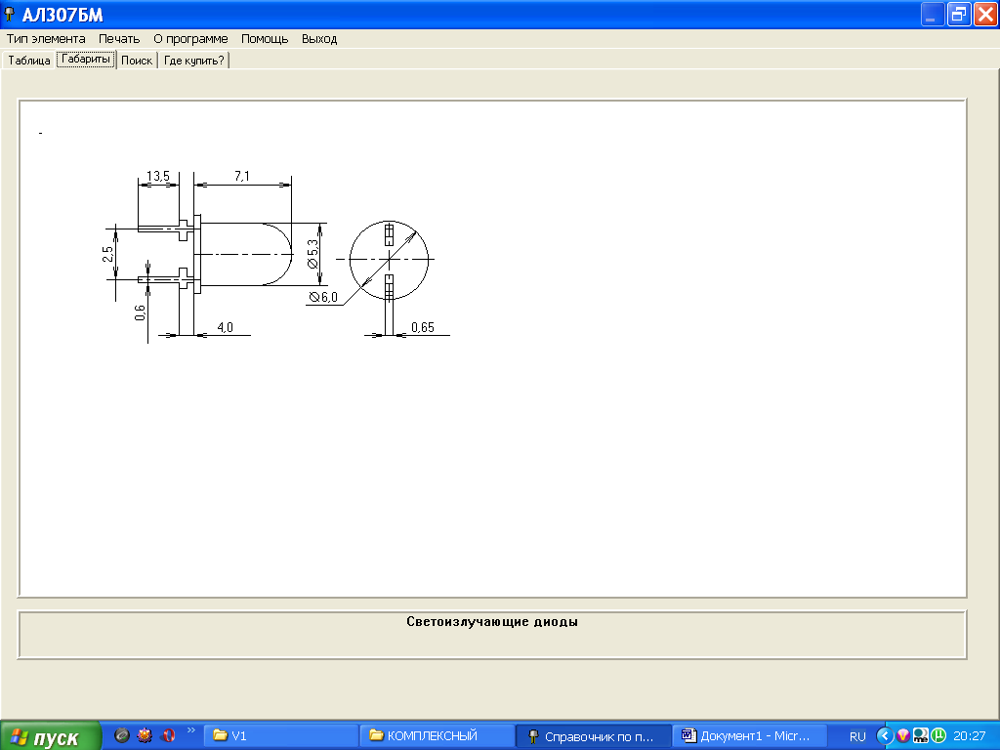 АЛ307БМ
Тип элемента Печать О программе Помощь Выход
Таблица Габариты Поиск Где купить?
-
13,5 7,1
2,5
∅5,3
∅6,0
0,6
4,0 0,65
Светоизлучающие диоды
пуск » V1 КОМПЛЕКСНЫЙ Справочник по п... Документ1 - Micr... RU 20:27